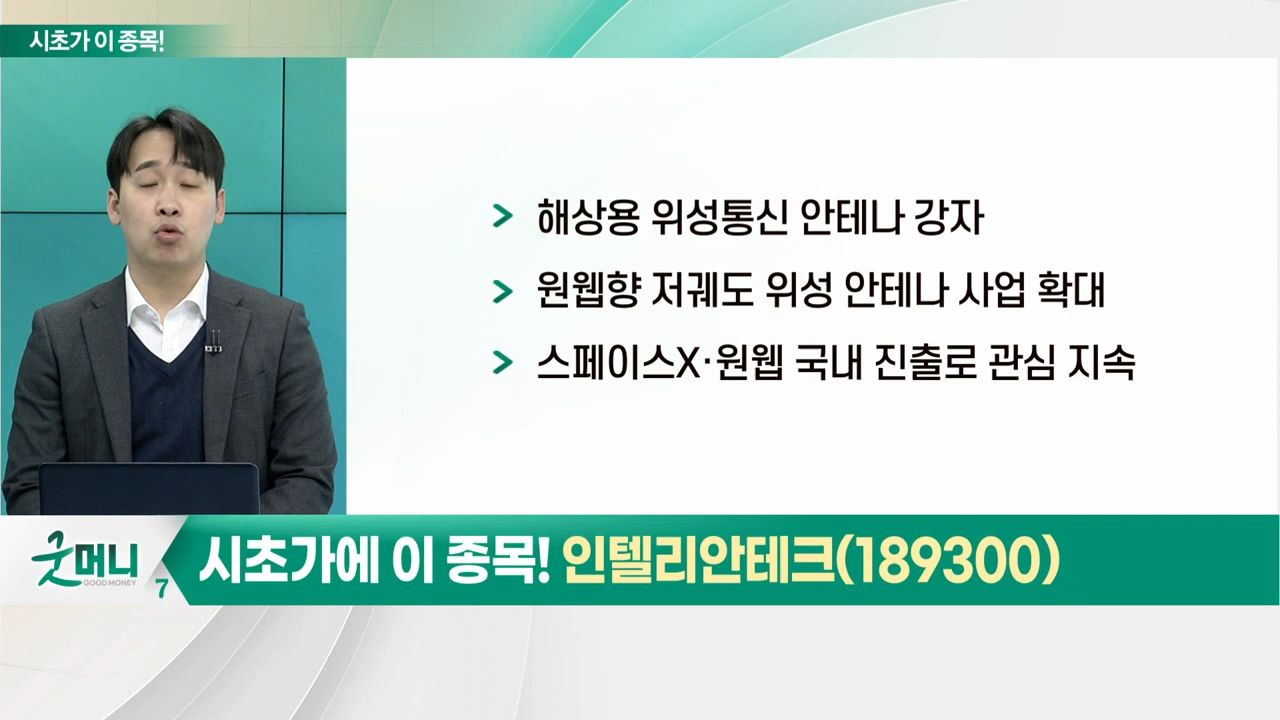 시초가 이 종목!
> 해상용 위성통신 안테나 강자
> 원웹향 저궤도 위성 안테나 사업 확대
> 스페이스X·원웹 국내 진출로 관심 지속
굿머니
GOOD MONEY
7
시초가에 이 종목! 인텔리안테크(189300)